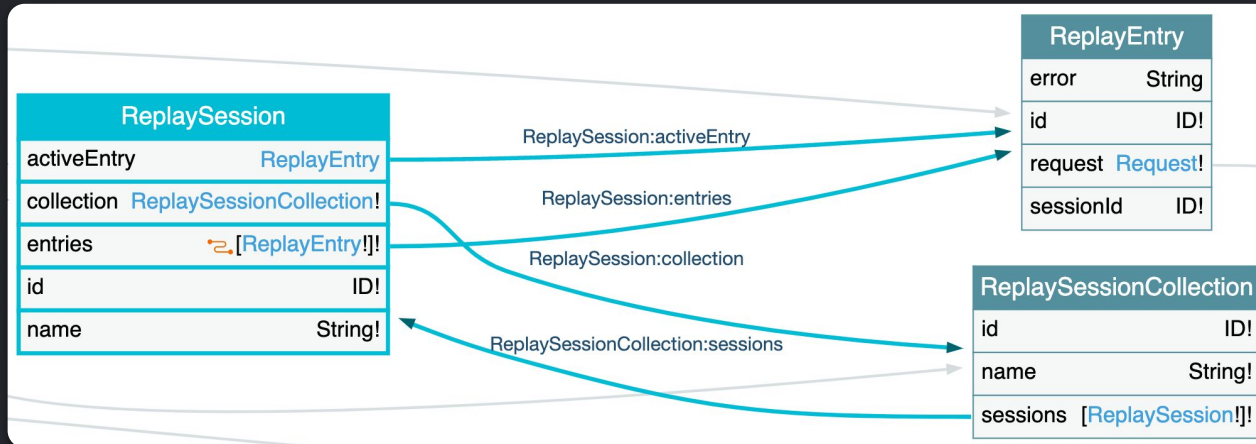 ReplaySession
activeEntry ReplayEntry
collection ReplaySessionCollection!
entries [ReplayEntry!]!
id ID!
name String!
ReplaySession:activeEntry
ReplaySession:entries
ReplaySession:collection
ReplaySessionCollection:sessions
ReplayEntry
error String
id ID!
request Request!
sessionId ID!
ReplaySessionCollection
id ID!
name String!
sessions [ReplaySession!]!